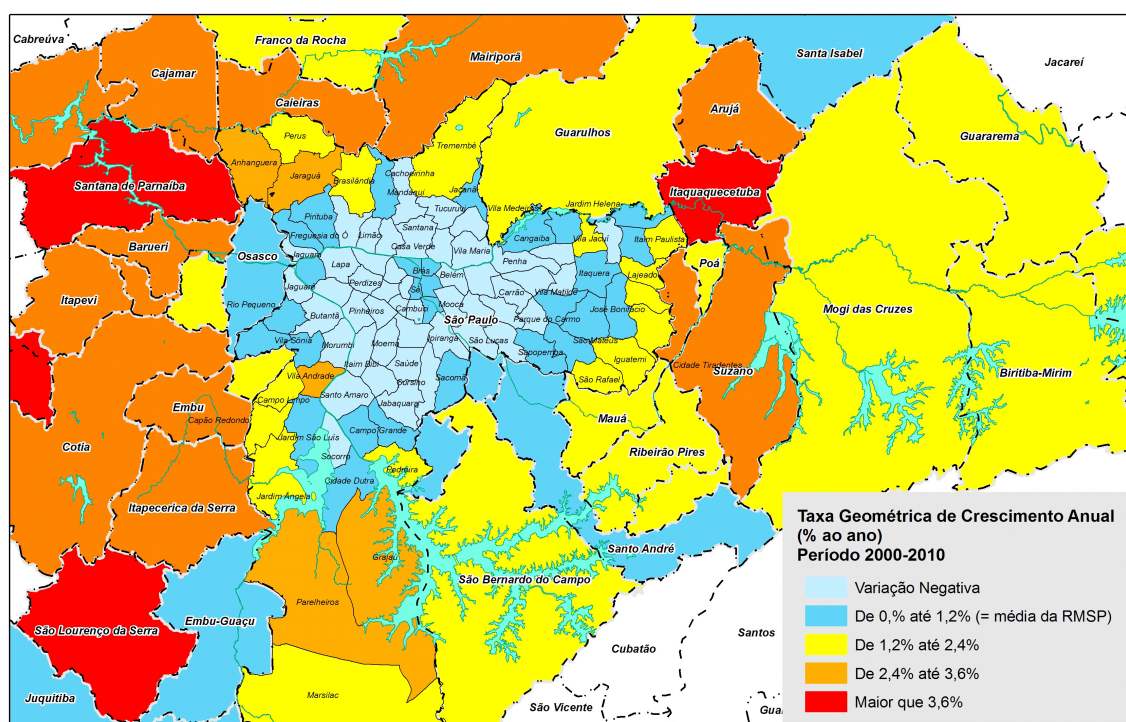 Cabreúva
Franco da Rocha
Mairiporã
Santa Isabel
Jacareí
Cajamar
Caieiras
Arujá
Guarulhos
Guararema
Perus
Tremembé
Anhanguera
Jaraguá
Brasilândia
Cachoeirinha
Mandaqui
Jaçanã
Santana de Parnaíba
Itaquaquecetuba
Tucuruvi
Vila Medeiros
Jardim Helena
Pirituba
Santana
Freguesia do Ó
Limão
Casa Verde
Vila Maria
Cangaíba
Vila Jacuí
Itaim Paulista
Barueri
Osasco
Jaguara
Lapa
Penha
Poá
Brás
Belém
Itaquera
Lajeado
Itapevi
Jaguaré
Perdizes
Sé
Carrão
Vila Matilde
Rio Pequeno
Mooca
Cambuci
Butantã
Pinheiros
São Paulo
Parque do Carmo
José Bonifácio
Mogi das Cruzes
Vila Sônia
Morumbi
Moema
Ipiranga
São Lucas
São Mateus
Sapopemba
Itaim Bibi
Saúde
Iguatemi
Cidade Tiradentes
Suzano
Biritiba-Mirim
Vila Andrade
Cursino
Sacomã
São Rafael
Embu
Campo Limpo
Santo Amaro
Jabaquara
Capão Redondo
Mauá
Cotia
Jardim São Luís
Campo Grande
Ribeirão Pires
Socorro
Pedreira
Cidade Dutra
Itapecerica da Serra
Jardim Ângela
Santo André
Grajaú
São Bernardo do Campo
Parelheiros
São Lourenço da Serra
Embu-Guaçu
Cubatão
Santos
Juquitiba
Marsilac
São Vicente
Gua
Taxa Geométrica de Crescimento Anual
(% ao ano)
Período 2000-2010
Variação Negativa
De 0,% até 1,2% (= média da RMSP)
De 1,2% até 2,4%
De 2,4% até 3,6%
Maior que 3,6%